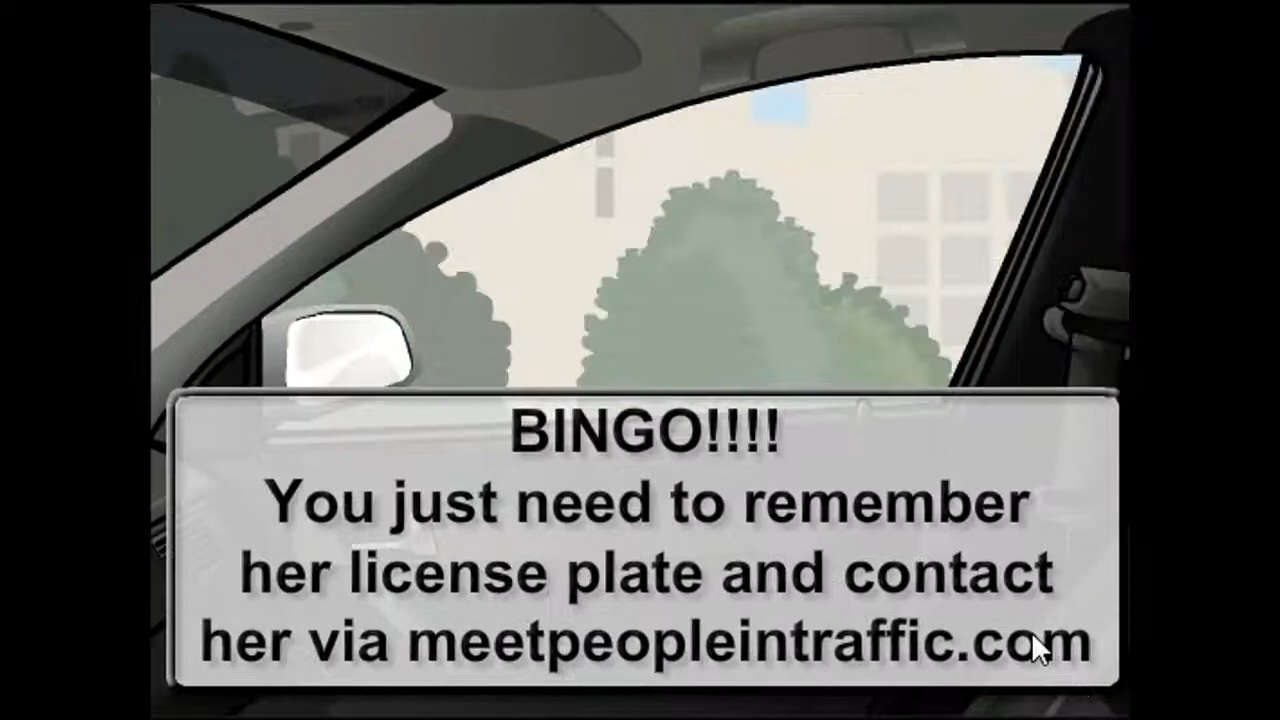 BINGO!!!!
You just need to remember
her license plate and contact
her via meetpeopleintraffic.com